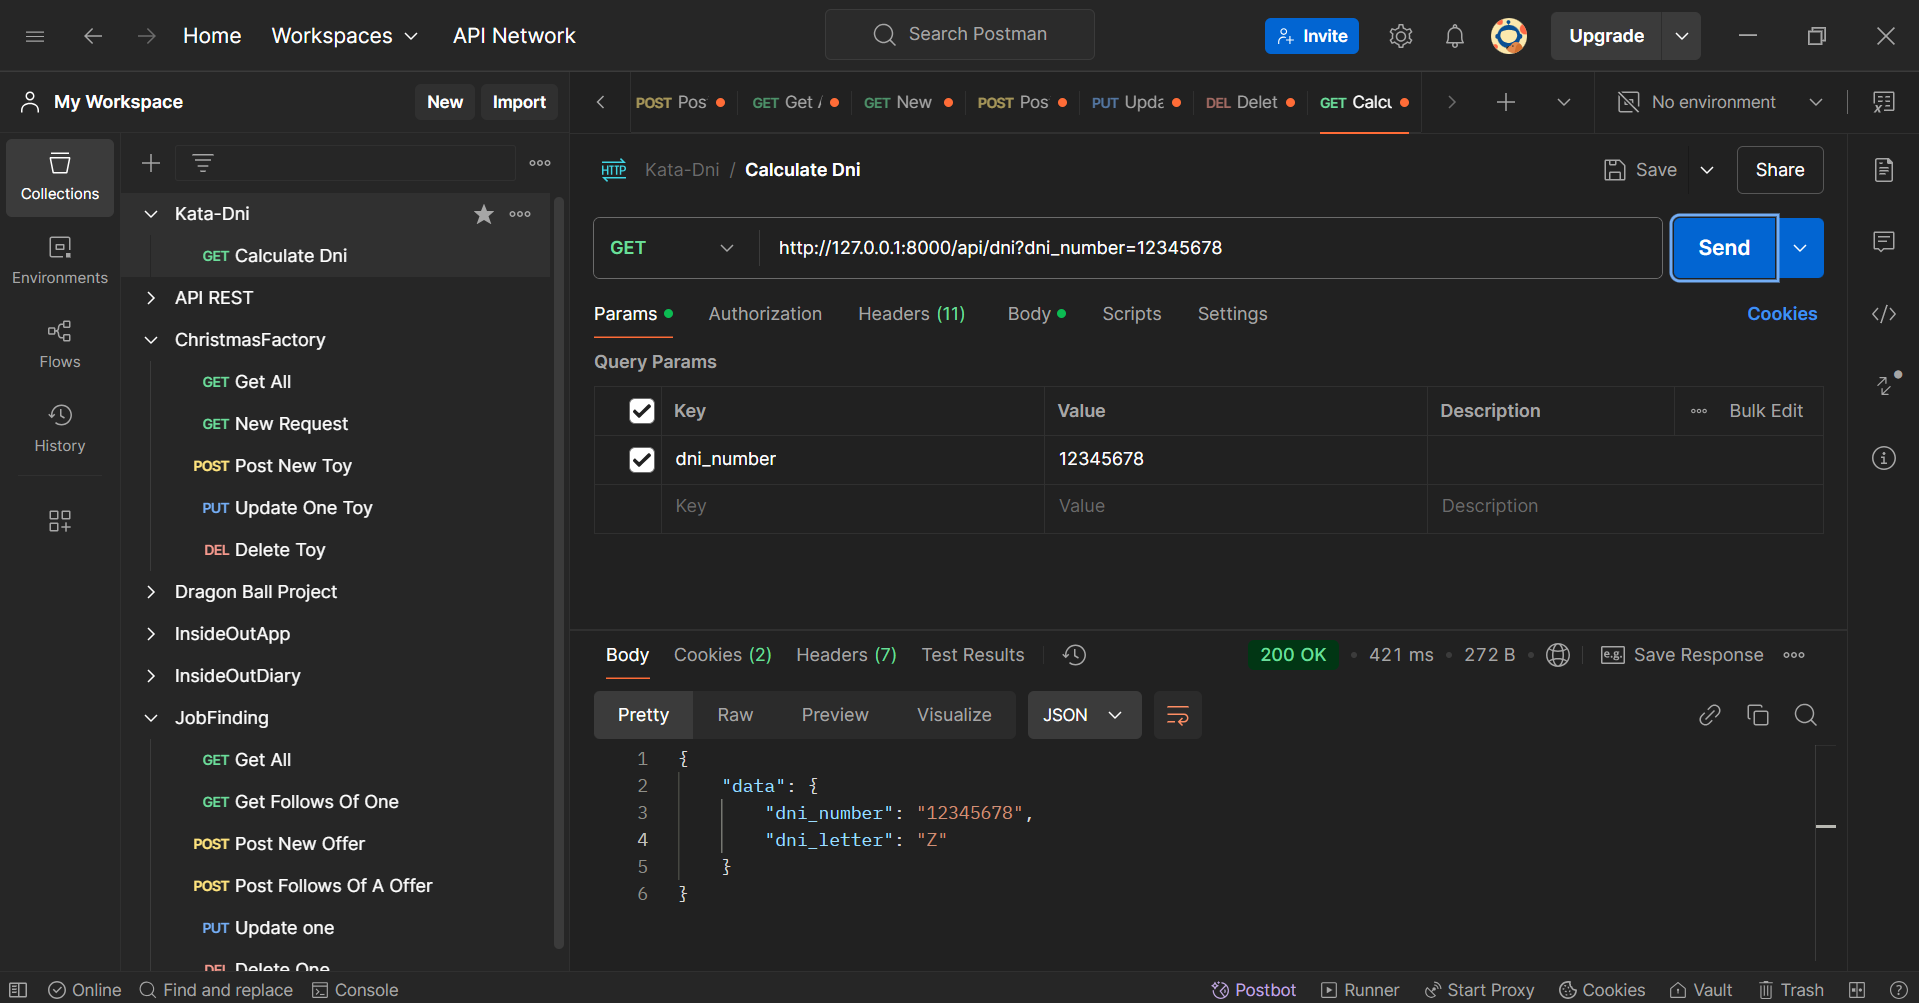 Home Workspaces API Network Search Postman Invite Upgrade
My Workspace New Import
POST Pos GET Get GET New POST Pos PUT Upda DEL Delet GET Calcu No environment
Collections
Environments
Flows
History
Kata-Dni
GET Calculate Dni
API REST
ChristmasFactory
GET Get All
GET New Request
POST Post New Toy
PUT Update One Toy
DEL Delete Toy
Dragon Ball Project
InsideOutApp
InsideOutDiary
JobFinding
GET Get All
GET Get Follows Of One
POST Post New Offer
POST Post Follows Of A Offer
PUT Update one
DEL Delete One
HTTP Kata-Dni / Calculate Dni Save Share
GET http://127.0.0.1:8000/api/dni?dni_number=12345678 Send
Params Authorization Headers (11) Body Scripts Settings Cookies
Query Params
Key Value Description Bulk Edit
dni_number 12345678
Key Value Description
Body Cookies (2) Headers (7) Test Results 200 OK 421 ms 272 B e.g. Save Response
Pretty Raw Preview Visualize JSON
1 {
2 "data": {
3 "dni_number": "12345678",
4 "dni_letter": "Z"
5 }
6 }
Online Find and replace Console Postbot Runner Start Proxy Cookies Vault Trash